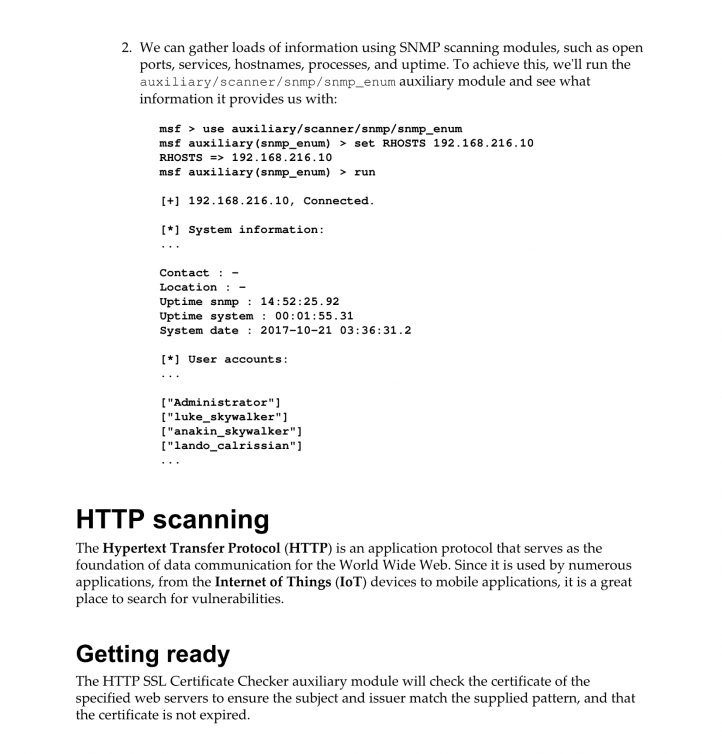 2. We can gather loads of information using SNMP scanning modules, such as open
ports, services, hostnames, processes, and uptime. To achieve this, we'll run the
auxiliary/scanner/snmp/snmp_enum auxiliary module and see what
information it provides us with:
msf > use auxiliary/scanner/snmp/snmp_enum
msf auxiliary(snmp_enum) > set RHOSTS 192.168.216.10
RHOSTS => 192.168.216.10
msf auxiliary(snmp_enum) > run
[+] 192.168.216.10, Connected.
[*] System information:
...
Contact : -
Location : -
Uptime snmp : 14:52:25.92
Uptime system : 00:01:55.31
System date : 2017-10-21 03:36:31.2
[*] User accounts:
...
["Administrator"]
["luke_skywalker"]
["anakin_skywalker"]
["lando_calrissian"]
...
HTTP scanning
The Hypertext Transfer Protocol (HTTP) is an application protocol that serves as the
foundation of data communication for the World Wide Web. Since it is used by numerous
applications, from the Internet of Things (IoT) devices to mobile applications, it is a great
place to search for vulnerabilities.
Getting ready
The HTTP SSL Certificate Checker auxiliary module will check the certificate of the
specified web servers to ensure the subject and issuer match the supplied pattern, and that
the certificate is not expired.